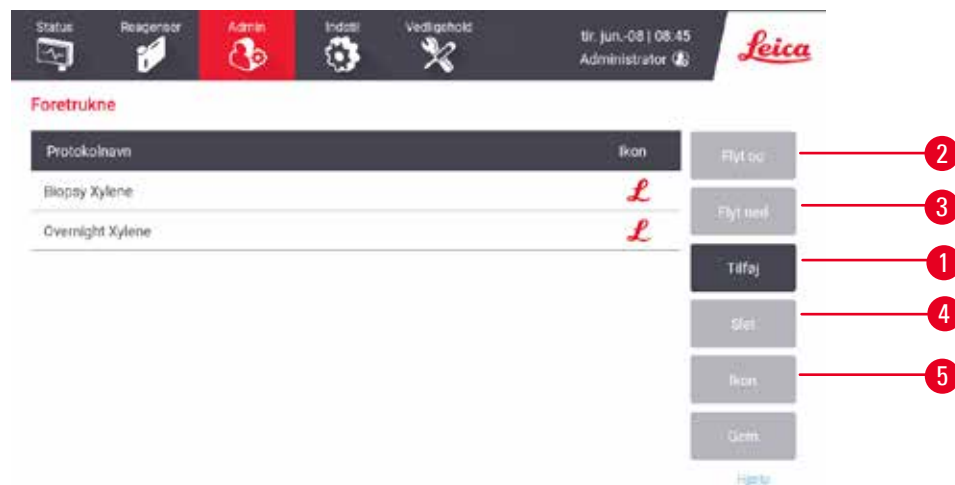 Status Reagenser Admin Indstil Vedligehold
tir. jun.-08 | 08:45
Administrator
Leica
Foretrukne
Protokolnavn Ikon
Biopsy Xylene L
Overnight Xylene L
Flyt op 2
Flyt ned 3
Tilføj 1
Slet 4
Ikon 5
Gem
Hjælp